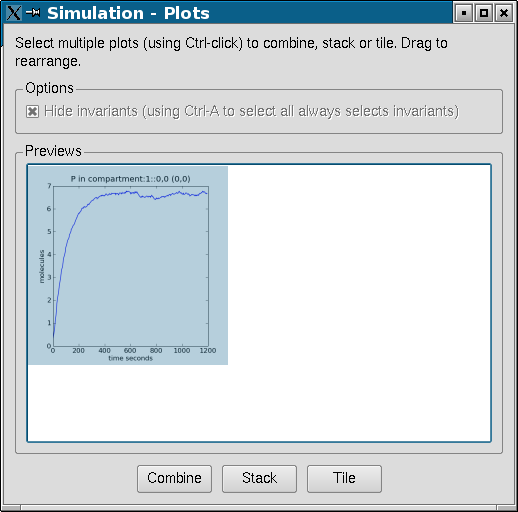 Simulation - Plots
Select multiple plots (using Ctrl-click) to combine, stack or tile. Drag to
rearrange.
Options
Hide invariants (using Ctrl-A to select all always selects invariants)
Previews
P in compartment:1::0,0 (0,0)
7
6
5
4
3
2
1
0
molecules
0 200 400 600 800 1000 1200
time seconds
Combine Stack Tile